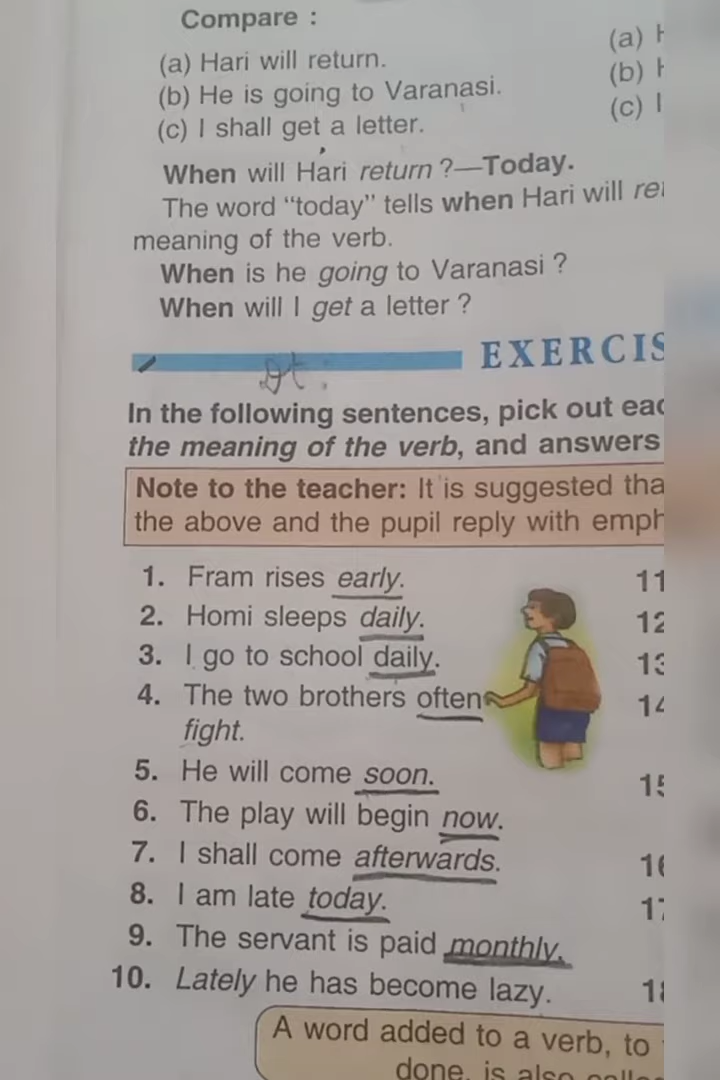 Compare :
(a) Hari will return.
(b) He is going to Varanasi.
(c) I shall get a letter.
(a)
(b)
(c) I
When will Hari return ?—Today.
The word “today” tells when Hari will
meaning of the verb.
When is he going to Varanasi ?
When will I get a letter ?
EXERCIS
In the following sentences, pick out
the meaning of the verb, and answers
Note to the teacher: It is suggested
the above and the pupil reply with
1. Fram rises early.
2. Homi sleeps daily.
3. I go to school daily.
4. The two brothers often
fight.
5. He will come soon.
6. The play will begin now.
7. I shall come afterwards.
8. I am late today.
9. The servant is paid monthly.
10. Lately he has become lazy.
11
12
13
14
15
16
17
A word added to a verb, to
done, is also